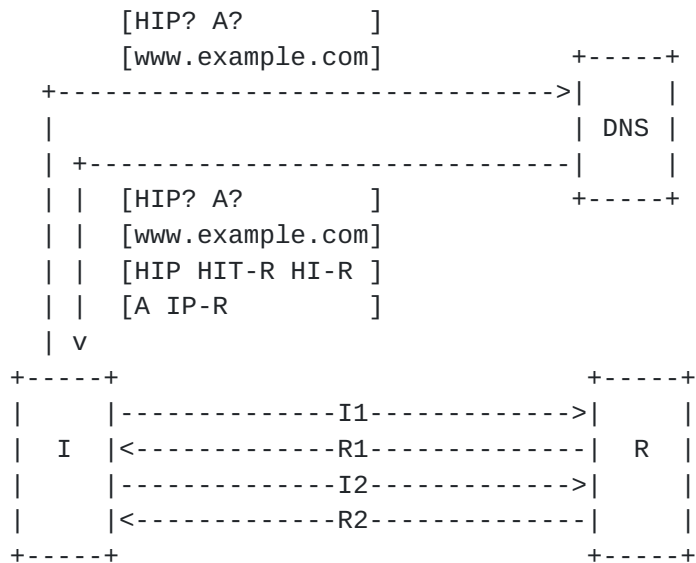 [HIP? A? ]
[www.example.com]
DNS
[HIP? A? ]
[www.example.com]
[HIP HIT-R HI-R ]
[A IP-R ]
v
I1
I R1 R
I2
R2